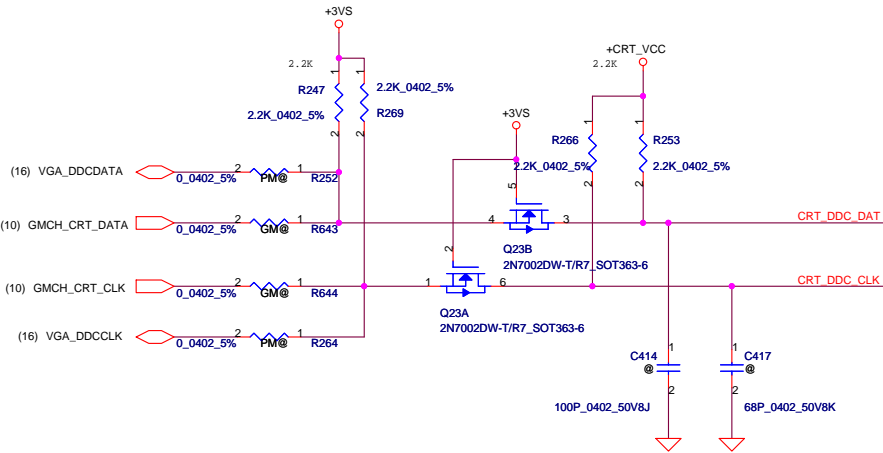 +3VS
2.2K
1
1
R247
2.2K_0402_5%
2.2K_0402_5%
R269
2
2
+CRT_VCC
2.2K
+3VS
1
1
R266
R253
2.2K_0402_5%
2.2K_0402_5%
2
2
(16) VGA_DDCDATA
2
1
0_0402_5%
PM@
R252
5
(10) GMCH_CRT_DATA
2
1
0_0402_5%
GM@
R643
4
3
CRT_DDC_DAT
Q23B
2N7002DW-T/R7_SOT363-6
2
(10) GMCH_CRT_CLK
2
1
0_0402_5%
GM@
R644
1
6
CRT_DDC_CLK
Q23A
2N7002DW-T/R7_SOT363-6
(16) VGA_DDCCLK
2
1
0_0402_5%
PM@
R264
1
1
C414
@
C417
@
2
2
100P_0402_50V8J
68P_0402_50V8K